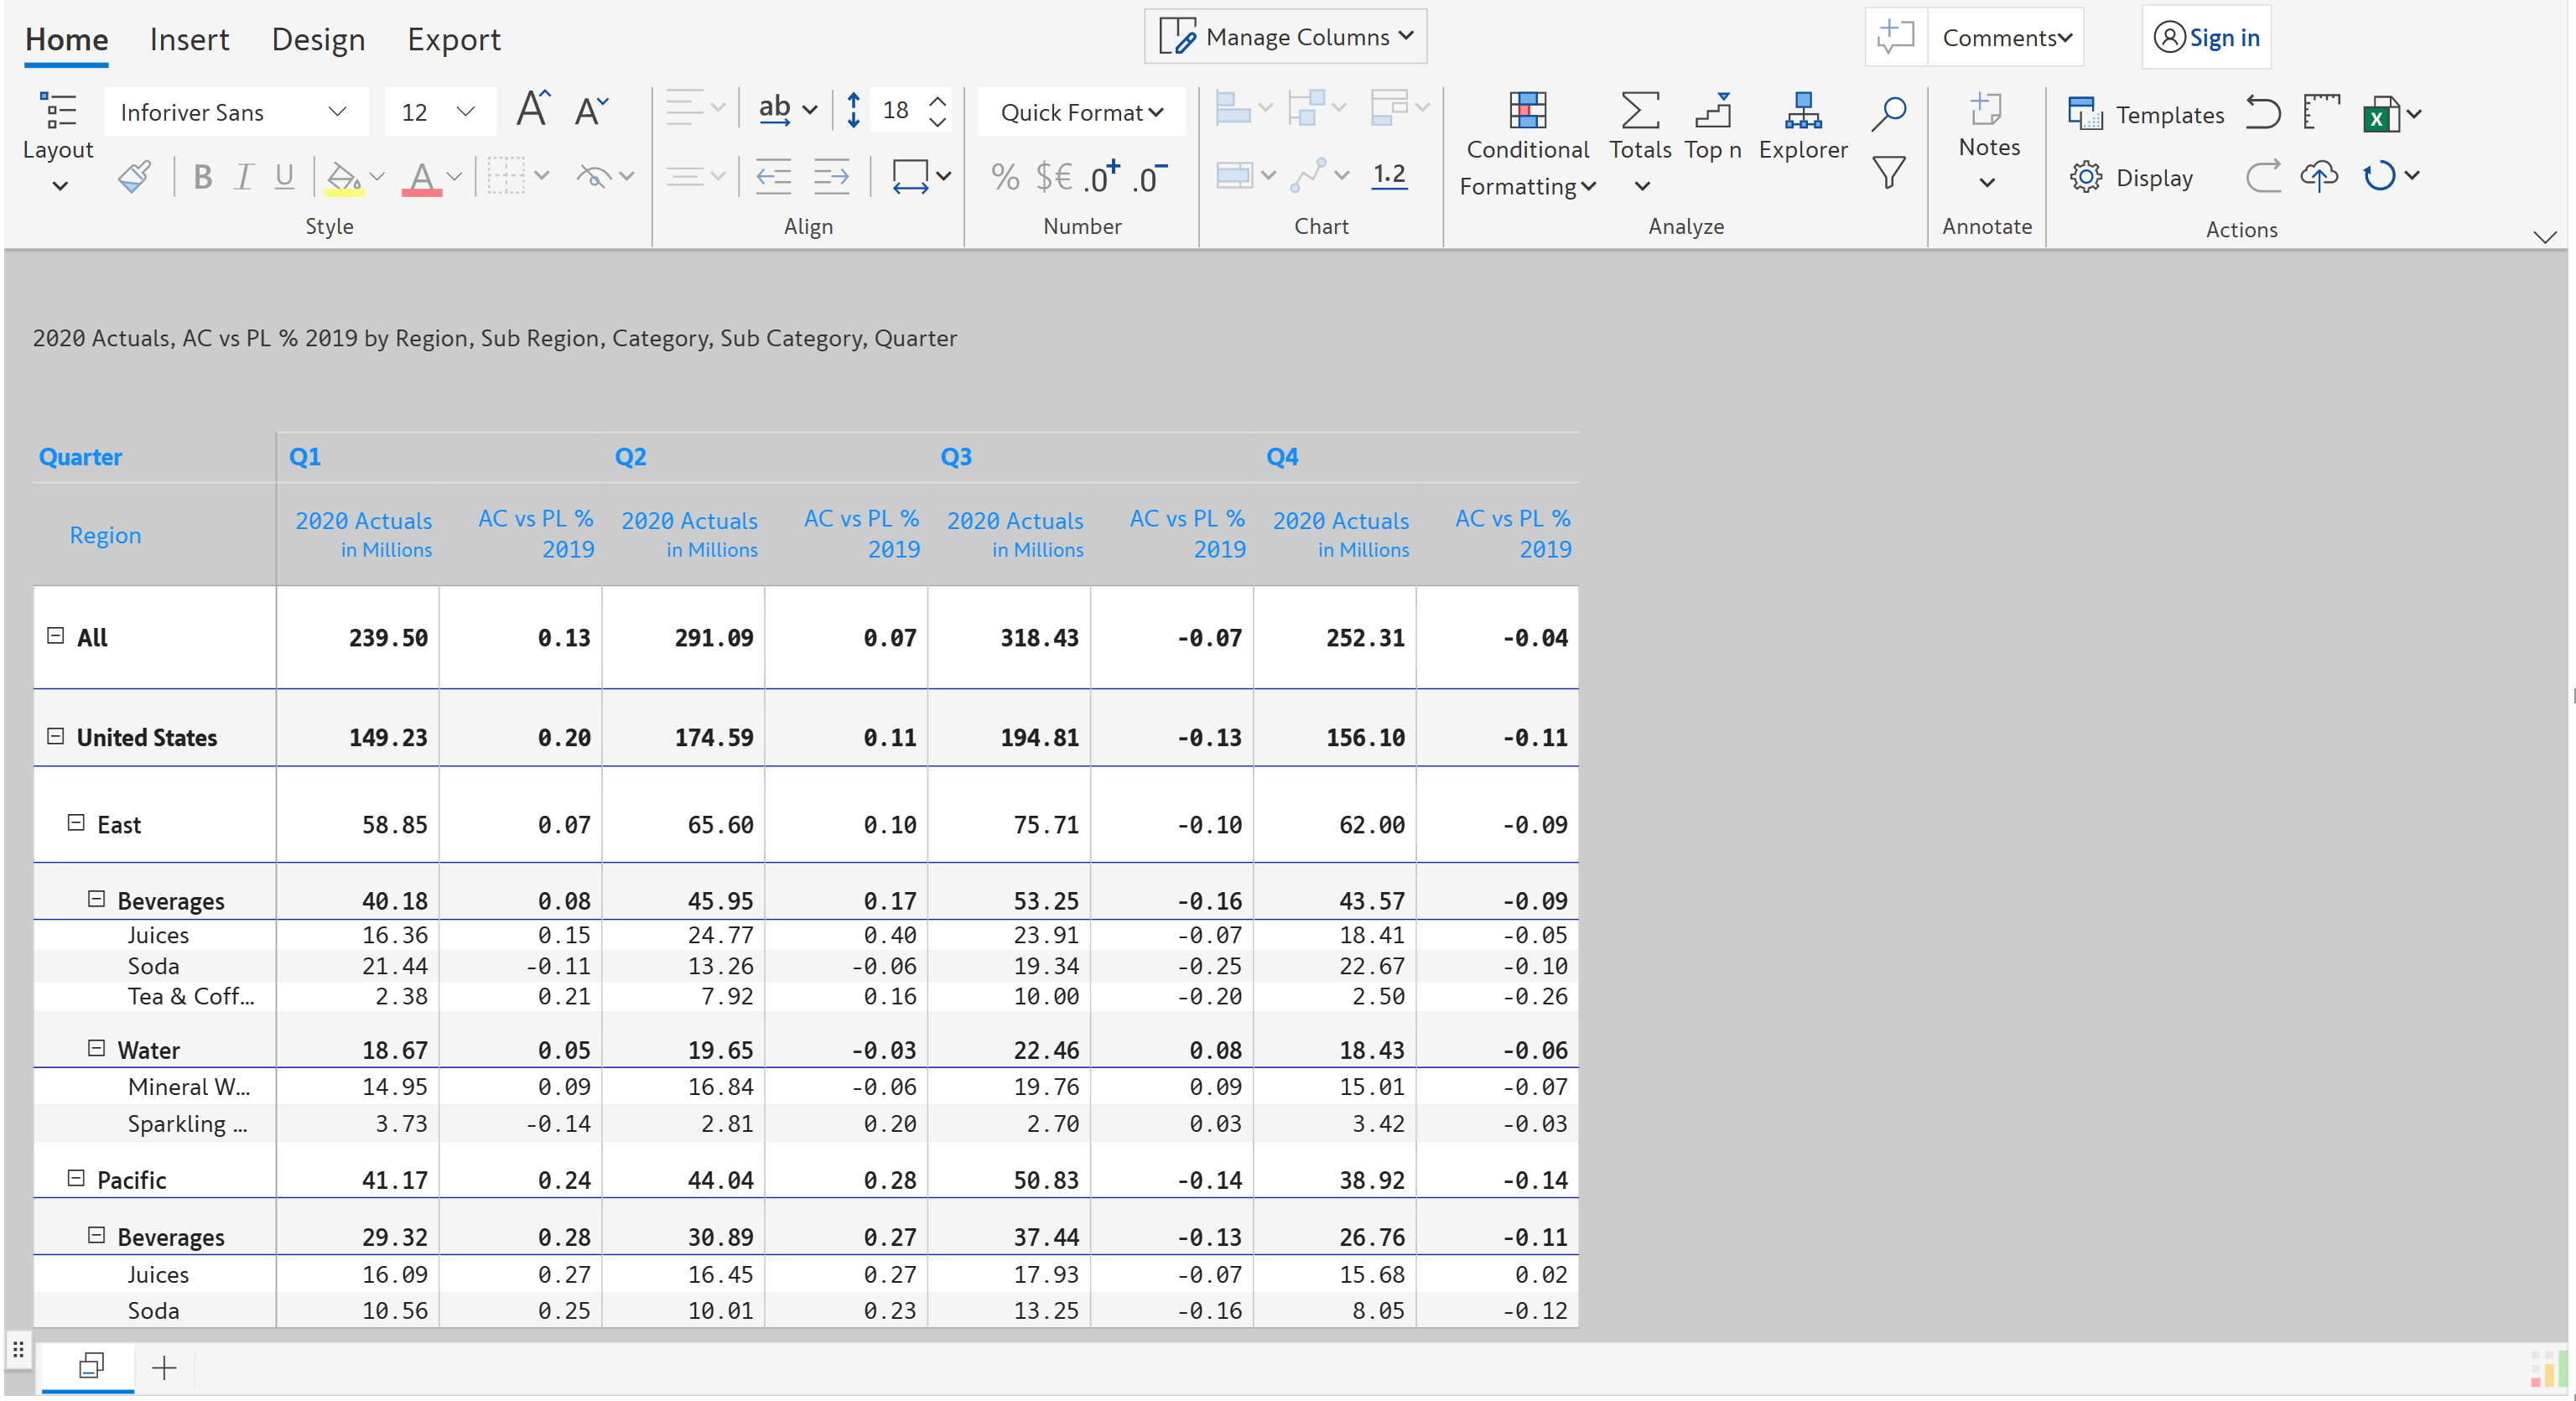 Home Insert Design Export Manage Columns Comments Sign in
Inforiver Sans 12 A A ab 18 Quick Format Templates
Layout Conditional Totals Top n Explorer Notes
B I U A % $€ .0+ .0- 1.2 Formatting Display
Style Align Number Chart Analyze Annotate Actions
2020 Actuals, AC vs PL % 2019 by Region, Sub Region, Category, Sub Category, Quarter
Quarter Q1 Q2 Q3 Q4
Region 2020 Actuals AC vs PL % 2020 Actuals AC vs PL % 2020 Actuals AC vs PL % 2020 Actuals AC vs PL %
in Millions 2019 in Millions 2019 in Millions 2019 in Millions 2019
All 239.50 0.13 291.09 0.07 318.43 -0.07 252.31 -0.04
United States 149.23 0.20 174.59 0.11 194.81 -0.13 156.10 -0.11
East 58.85 0.07 65.60 0.10 75.71 -0.10 62.00 -0.09
Beverages 40.18 0.08 45.95 0.17 53.25 -0.16 43.57 -0.09
Juices 16.36 0.15 24.77 0.40 23.91 -0.07 18.41 -0.05
Soda 21.44 -0.11 13.26 -0.06 19.34 -0.25 22.67 -0.10
Tea & Coff... 2.38 0.21 7.92 0.16 10.00 -0.20 2.50 -0.26
Water 18.67 0.05 19.65 -0.03 22.46 0.08 18.43 -0.06
Mineral W... 14.95 0.09 16.84 -0.06 19.76 0.09 15.01 -0.07
Sparkling ... 3.73 -0.14 2.81 0.20 2.70 0.03 3.42 -0.03
Pacific 41.17 0.24 44.04 0.28 50.83 -0.14 38.92 -0.14
Beverages 29.32 0.28 30.89 0.27 37.44 -0.13 26.76 -0.11
Juices 16.09 0.27 16.45 0.27 17.93 -0.07 15.68 0.02
Soda 10.56 0.25 10.01 0.23 13.25 -0.16 8.05 -0.12